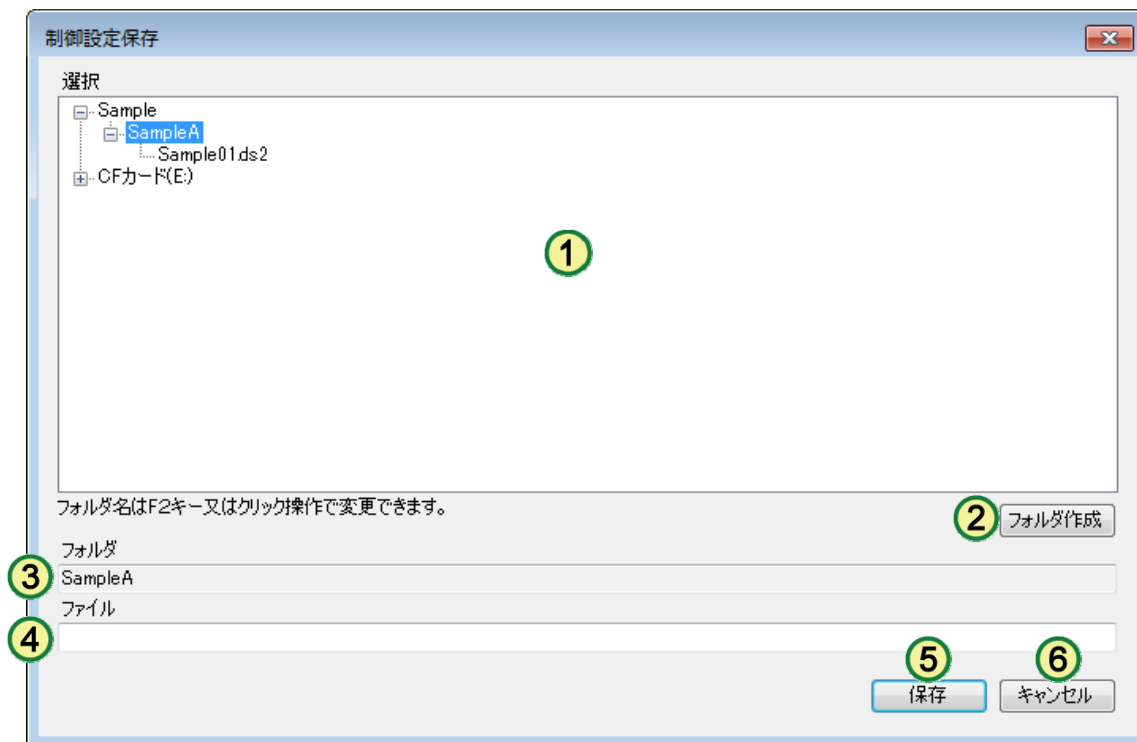 制御設定保存
選択
Sample
SampleA
Sample01.ds2
CFカード(E:)
1
フォルダ名はF2キー又はクリック操作で変更できます。
2 フォルダ作成
フォルダ
3 SampleA
ファイル
4
5 6
保存 キャンセル